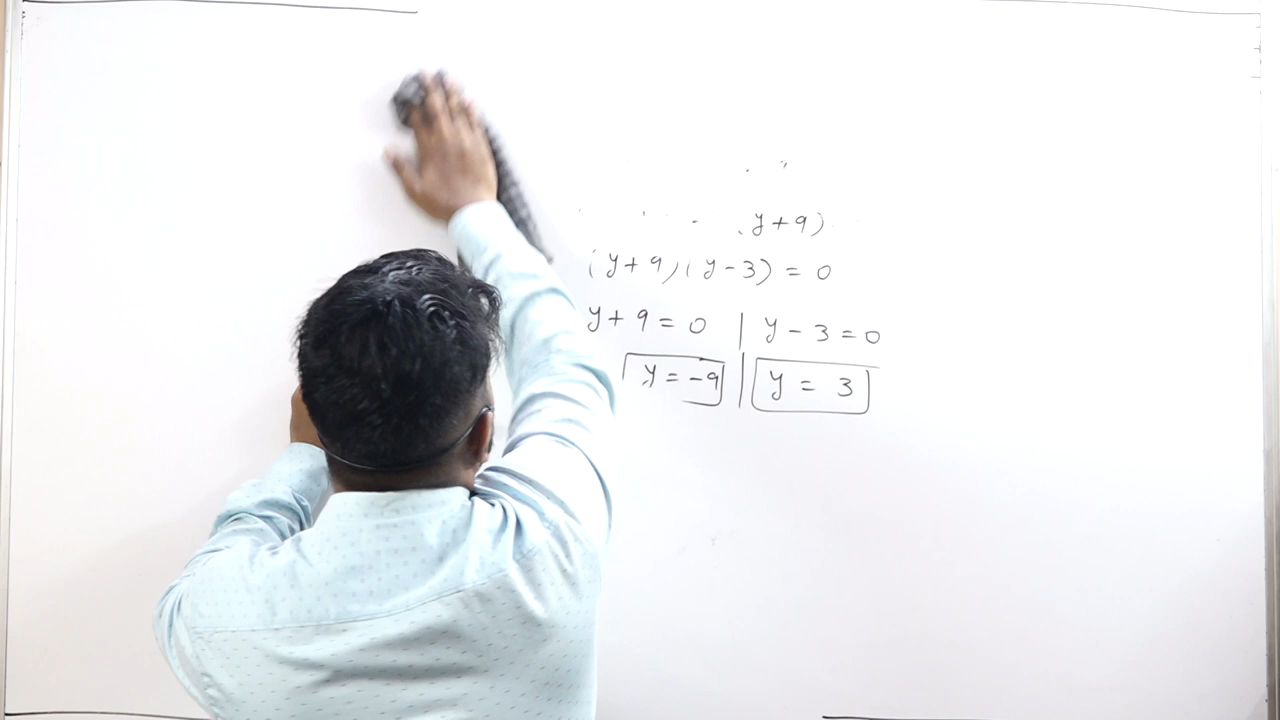 (y+9)
(y+9)(y-3) = 0
y+9=0 | y-3=0
y=-9 | y = 3